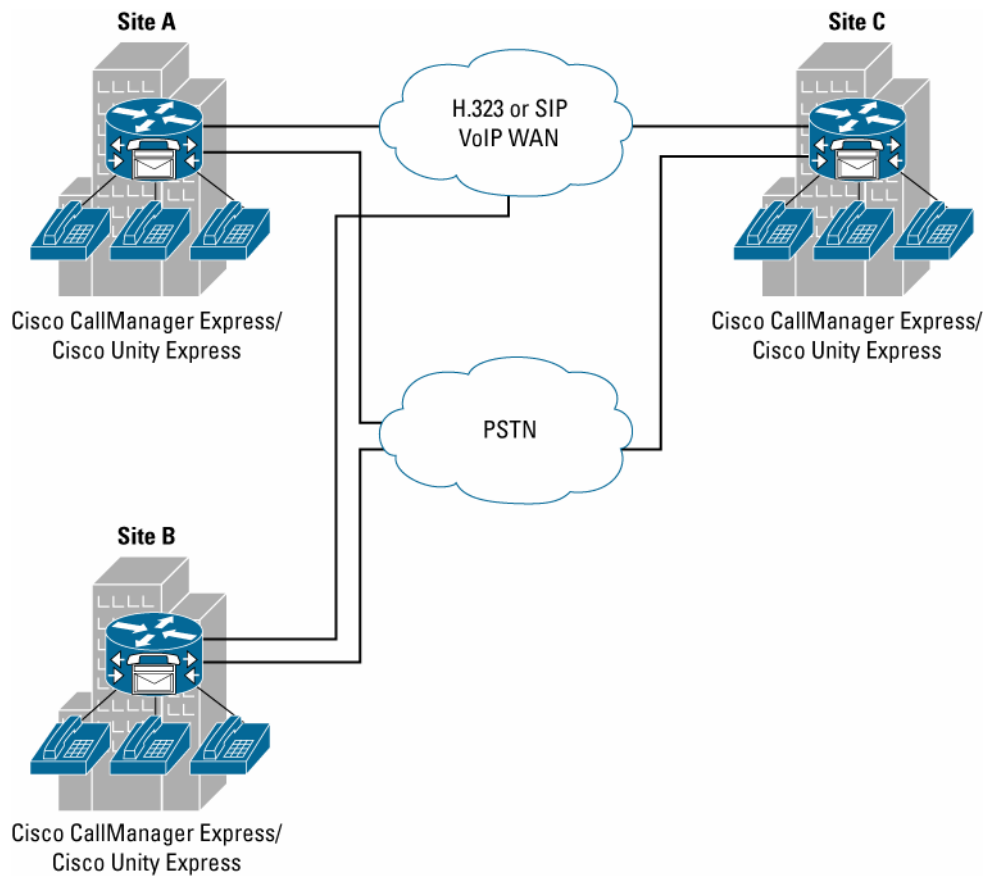 Site A
Site C
H.323 or SIP
VoIP WAN
Cisco CallManager Express/
Cisco Unity Express
Cisco CallManager Express/
Cisco Unity Express
PSTN
Site B
Cisco CallManager Express/
Cisco Unity Express